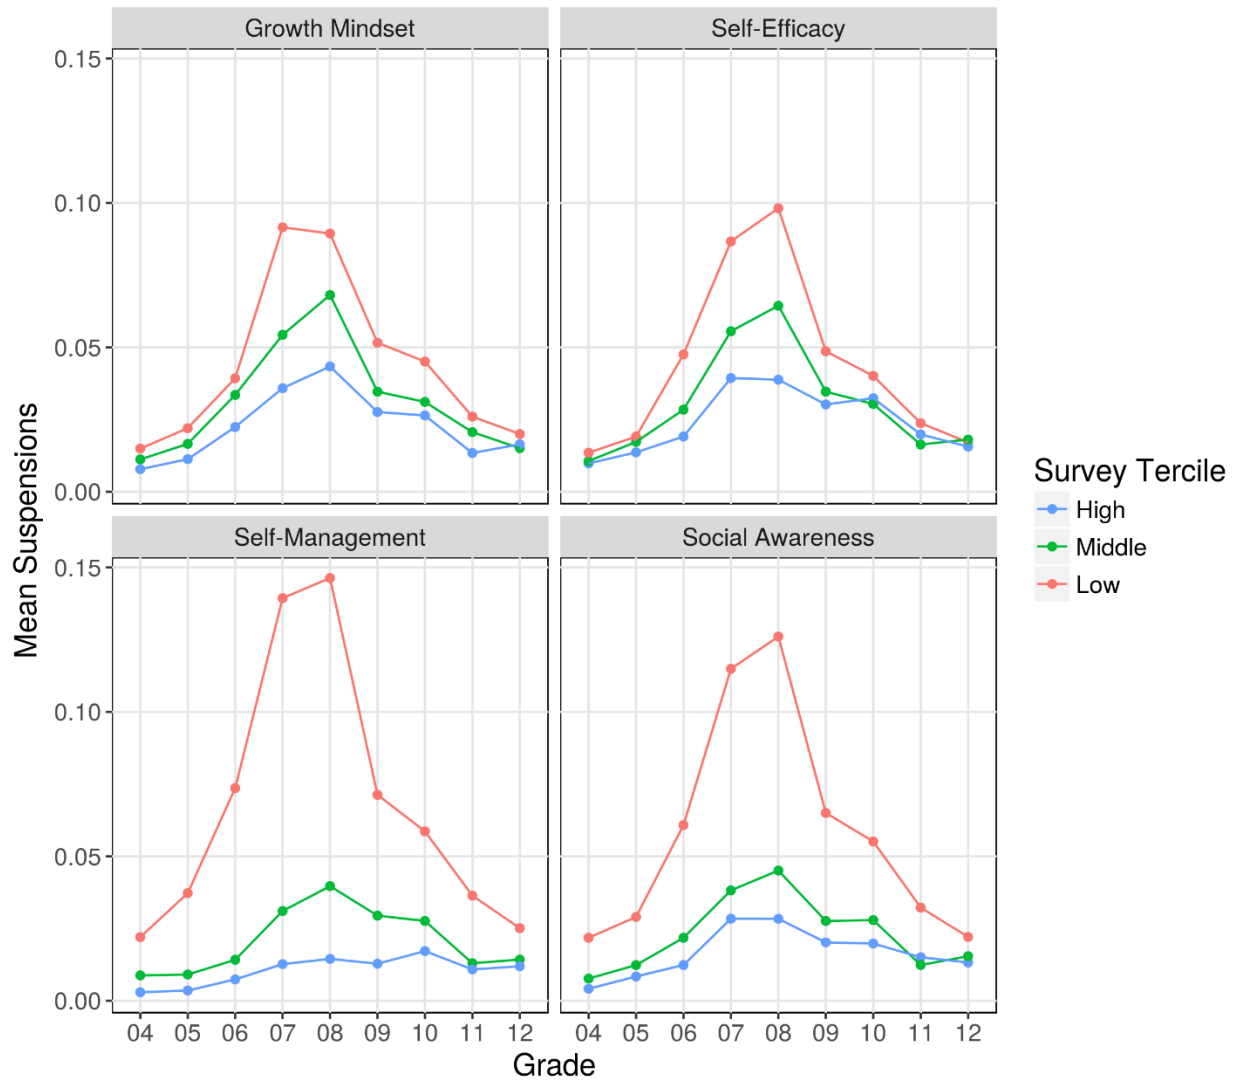 Growth Mindset
Self-Efficacy
0.15
0.10
0.05
0.00
Self-Management
Social Awareness
0.15
0.10
0.05
0.00
04 05 06 07 08 09 10 11 12
04 05 06 07 08 09 10 11 12
Grade
Mean Suspensions
Survey Tercile
High
Middle
Low